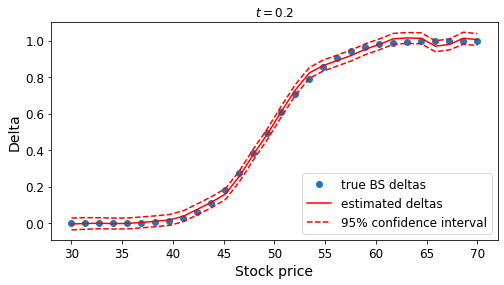 t = 0.2
Delta
1.0
0.8
0.6
0.4
0.2
0.0
true BS deltas
estimated deltas
95% confidence interval
30 35 40 45 50 55 60 65 70
Stock price